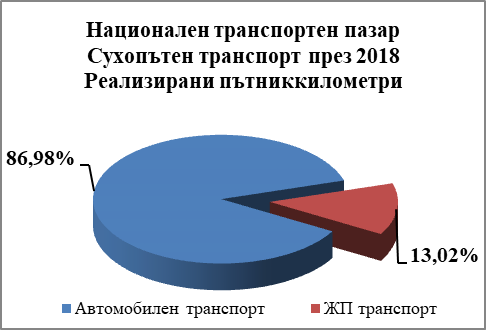 Национален транспортен пазар
Сухопътен транспорт през 2018
Реализирани пътниккилометри
86,98%
13,02%
Автомобилен транспорт
ЖП транспорт